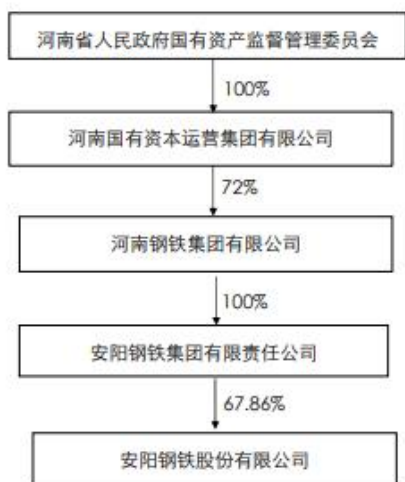 河南省人民政府国有资产监督管理委员会
100%
河南国有资本运营集团有限公司
72%
河南钢铁集团有限公司
100%
安阳钢铁集团有限责任公司
67.86%
安阳钢铁股份有限公司